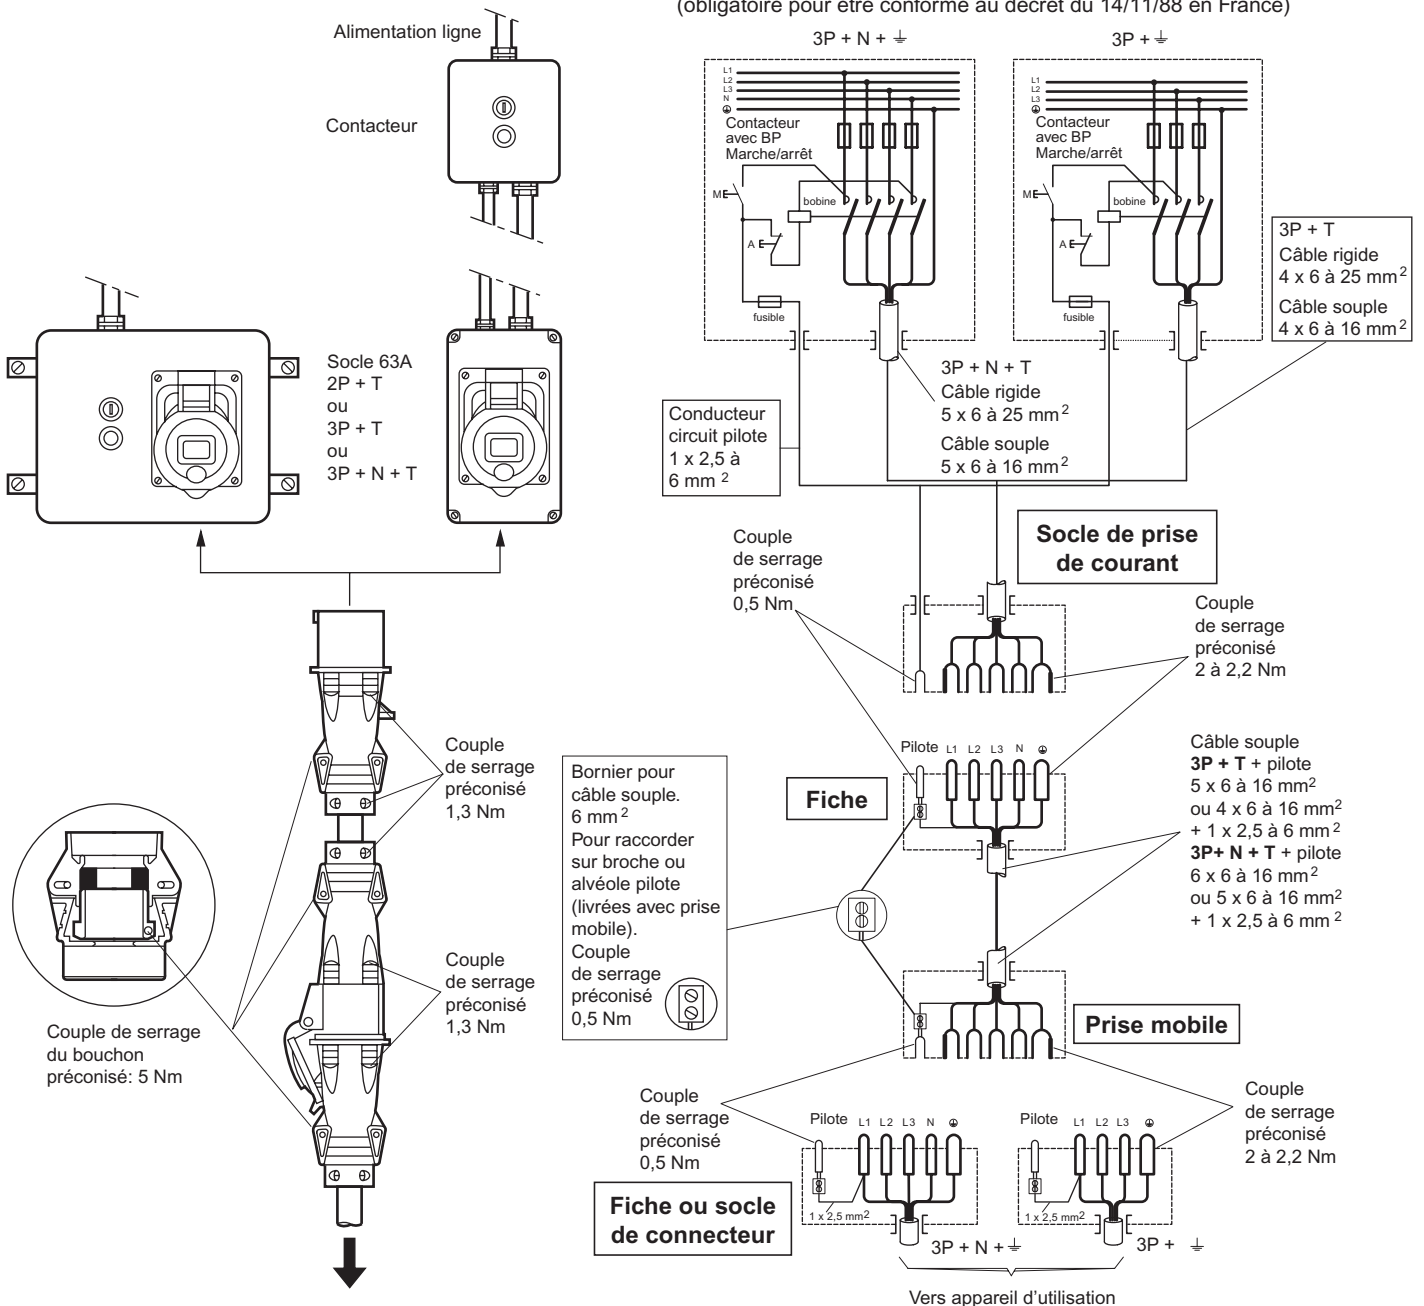 (obligatoire pour être conforme au décret du 14/11/88 en France)
Alimentation ligne
Contacteur
Socle 63A
2P + T
ou
3P + T
ou
3P + N + T
Couple
de serrage
préconisé
1,3 Nm
Couple
de serrage
préconisé
1,3 Nm
Couple de serrage
du bouchon
préconisé: 5 Nm
3P + N + ⏚
L1
L2
L3
N
Contacteur
avec BP
Marche/arrêt
M
bobine
A
fusible
3P + ⏚
L1
L2
L3
Contacteur
avec BP
Marche/arrêt
M
bobine
A
fusible
3P + T
Câble rigide
4 x 6 à 25 mm²
Câble souple
4 x 6 à 16 mm²
3P + N + T
Câble rigide
5 x 6 à 25 mm²
Câble souple
5 x 6 à 16 mm²
Conducteur
circuit pilote
1 x 2,5 à
6 mm ²
Socle de prise
de courant
Couple
de serrage
préconisé
0,5 Nm
Couple
de serrage
préconisé
2 à 2,2 Nm
Pilote L1 L2 L3 N
Fiche
Bornier pour
câble souple.
6 mm ²
Pour raccorder
sur broche ou
alvéole pilote
(livrées avec prise
mobile).
Couple
de serrage
préconisé
0,5 Nm
Câble souple
3P + T + pilote
5 x 6 à 16 mm²
ou 4 x 6 à 16 mm²
+ 1 x 2,5 à 6 mm ²
3P+ N + T + pilote
6 x 6 à 16 mm²
ou 5 x 6 à 16 mm²
+ 1 x 2,5 à 6 mm ²
Prise mobile
Couple
de serrage
préconisé
0,5 Nm
Couple
de serrage
préconisé
2 à 2,2 Nm
Pilote L1 L2 L3 N
1 x 2,5 mm²
Pilote L1 L2 L3
1 x 2,5 mm²
Fiche ou socle
de connecteur
3P + N + ⏚
3P + ⏚
Vers appareil d'utilisation